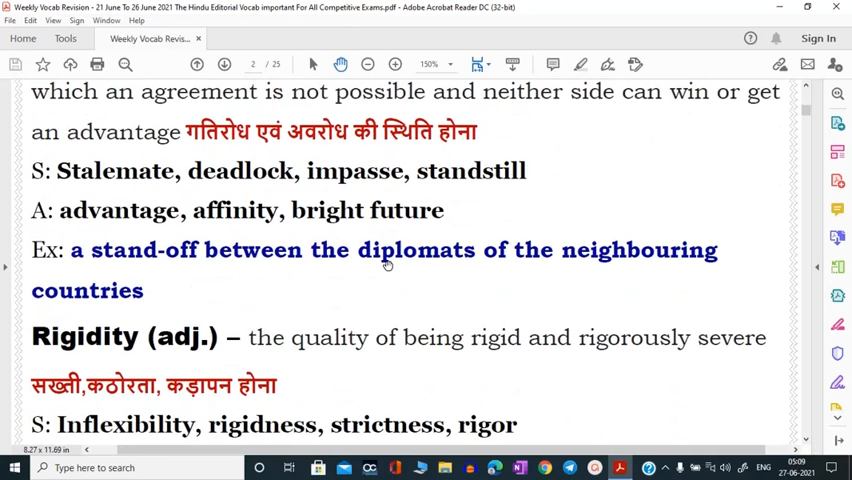 Weekly Vocab Revision - 21 June To 26 June 2021 The Hindu Editorial Vocab important For All Competitive Exams.pdf - Adobe Acrobat Reader DC (32-bit)
File Edit View Sign Window Help
Home Tools Weekly Vocab Revis... × Sign In
2 / 25 150%
which an agreement is not possible and neither side can win or get
an advantage गतिरोध एवं अवरोध की स्थिति होना
S: Stalemate, deadlock, impasse, standstill
A: advantage, affinity, bright future
Ex: a stand-off between the diplomats of the neighbouring
countries
Rigidity (adj.) – the quality of being rigid and rigorously severe
सख्ती,कठोरता, कड़ापन होना
S: Inflexibility, rigidness, strictness, rigor
8.27 x 11.69 in
Type here to search ENG 05:09
27-06-2021